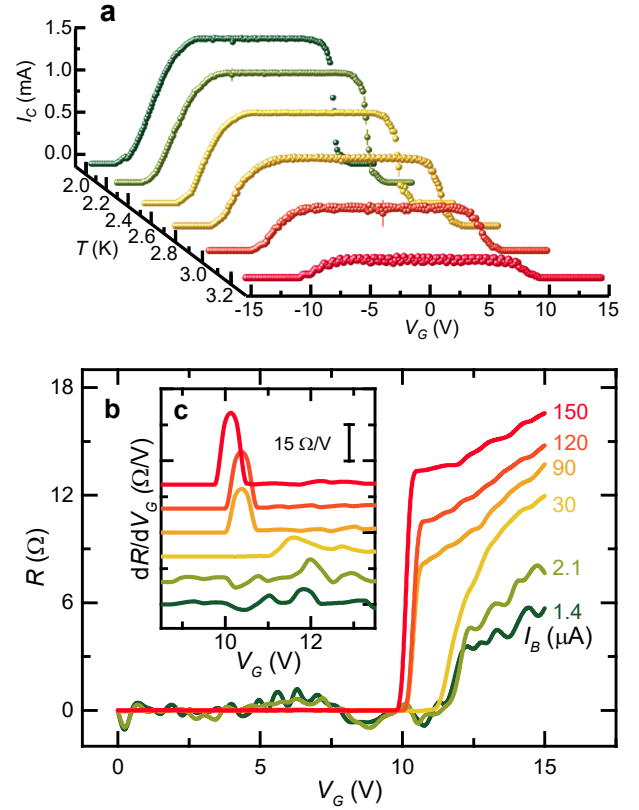 a
1.5
1.0
0.5
0.0
I_C (mA)
2.0
2.2
2.4
2.6
2.8
3.0
3.2
T (K)
-15 -10 -5 0 5 10 15
V_G (V)
b
18
12
6
0
R (Ω)
0 5 10 15
V_G (V)
150
120
90
30
2.1
1.4
I_B (μA)
c
15 Ω/V
dR/dV_G (Ω/V)
10 12
V_G (V)